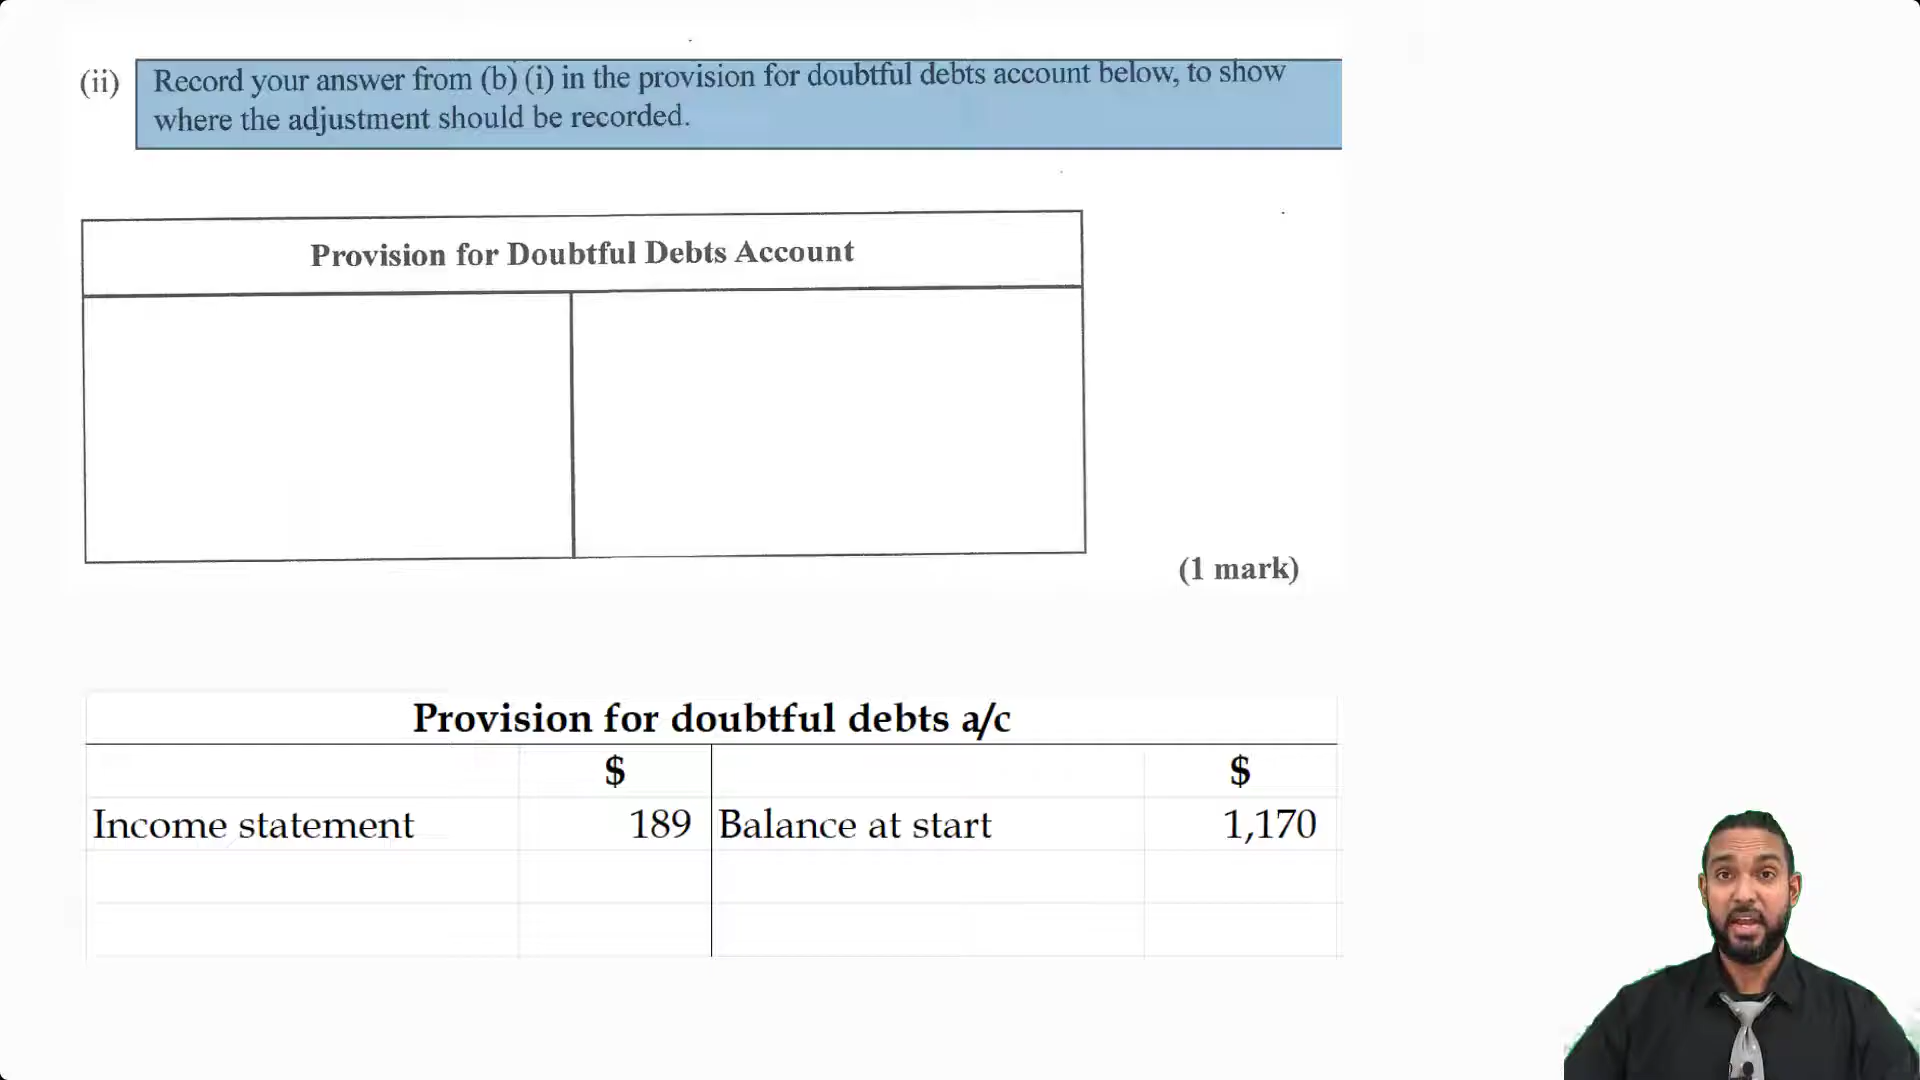 (ii) Record your answer from (b) (i) in the provision for doubtful debts account below, to show
where the adjustment should be recorded.
Provision for Doubtful Debts Account
(1 mark)
Provision for doubtful debts a/c
$ $
Income statement 189 Balance at start 1,170